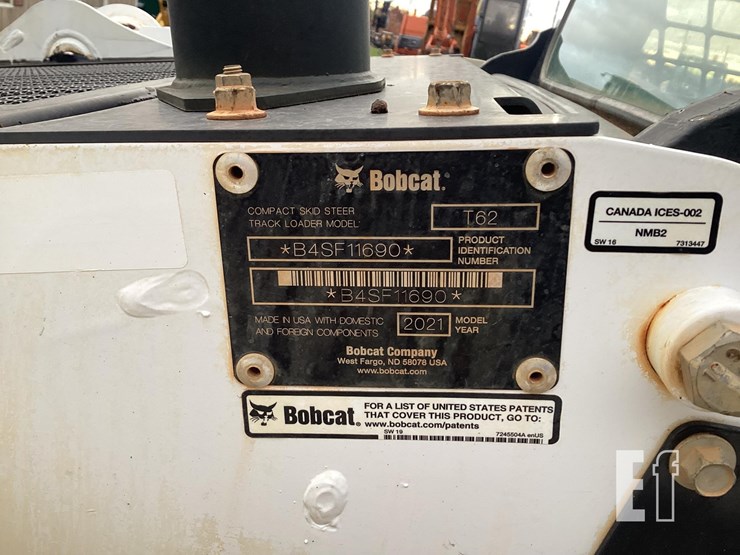 Bobcat.
COMPACT SKID STEER
TRACK LOADER MODEL:
T62
*B4SF11690*
PRODUCT
IDENTIFICATION
NUMBER
*B4SF11690*
MADE IN USA WITH DOMESTIC
AND FOREIGN COMPONENTS
2021
MODEL
YEAR
Bobcat Company
West Fargo, ND 58078 USA
www.bobcat.com
CANADA ICES-002
NMB2
SW 16 7313447
Bobcat.
FOR A LIST OF UNITED STATES PATENTS
THAT COVER THIS PRODUCT, GO TO:
www.bobcat.com/patents
SW 19 7245504A enUS
Ef